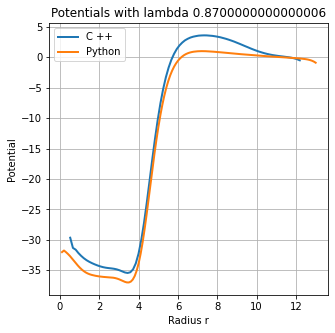 Potentials with lambda 0.8700000000000006
C ++
Python
5
0
−5
−10
−15
−20
−25
−30
−35
Potential
0 2 4 6 8 10 12
Radius r